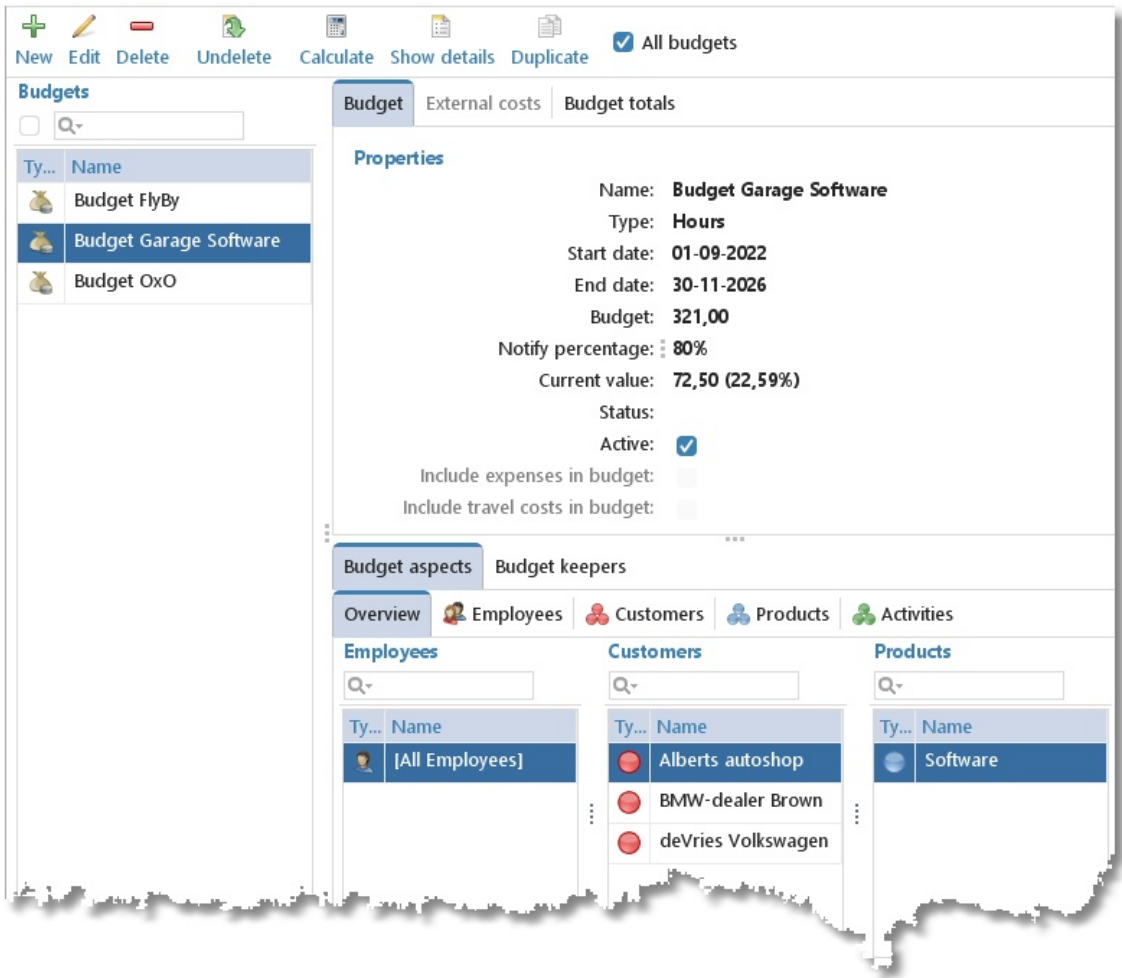 New Edit Delete Undelete Calculate Show details Duplicate All budgets
Budgets
Ty... Name
Budget FlyBy
Budget Garage Software
Budget OxO
Budget External costs Budget totals
Properties
Name: Budget Garage Software
Type: Hours
Start date: 01-09-2022
End date: 30-11-2026
Budget: 321,00
Notify percentage: 80%
Current value: 72,50 (22,59%)
Status:
Active:
Include expenses in budget:
Include travel costs in budget:
Budget aspects Budget keepers
Overview Employees Customers Products Activities
Employees
Ty... Name
[All Employees]
Customers
Ty... Name
Alberts autoshop
BMW-dealer Brown
deVries Volkswagen
Products
Ty... Name
Software